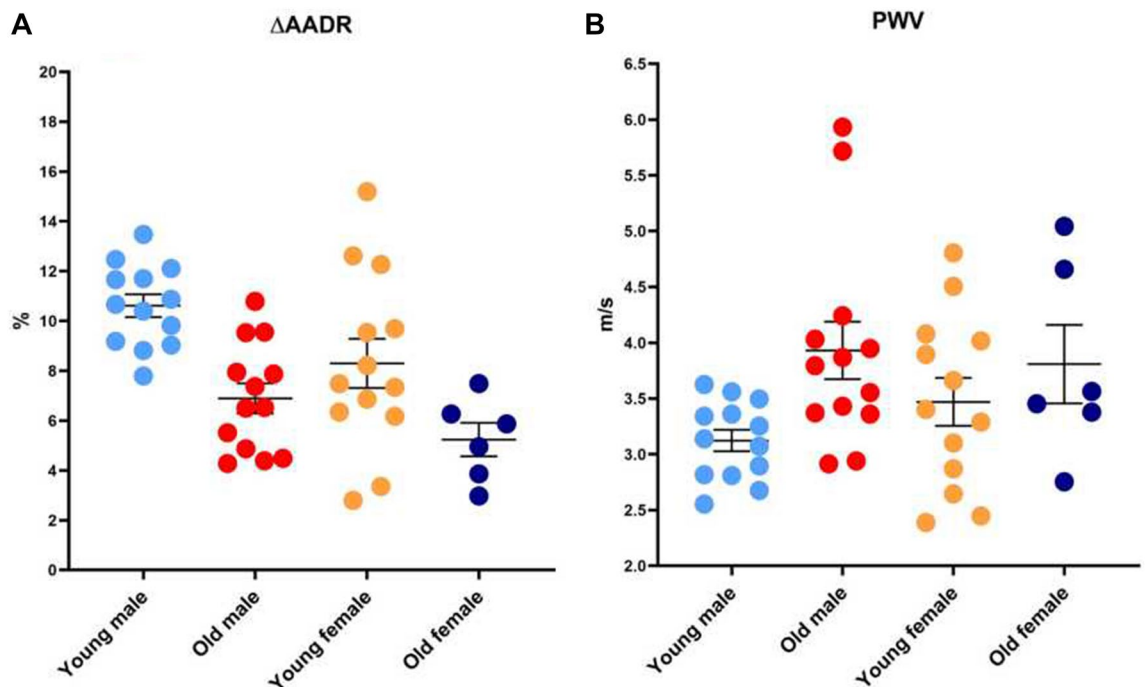 A
ΔAADR
20
18
16
14
12
10
8
6
4
2
0
%
Young male
Old male
Young female
Old female
B
PWV
6.5
6.0
5.5
5.0
4.5
4.0
3.5
3.0
2.5
2.0
m/s
Young male
Old male
Young female
Old female